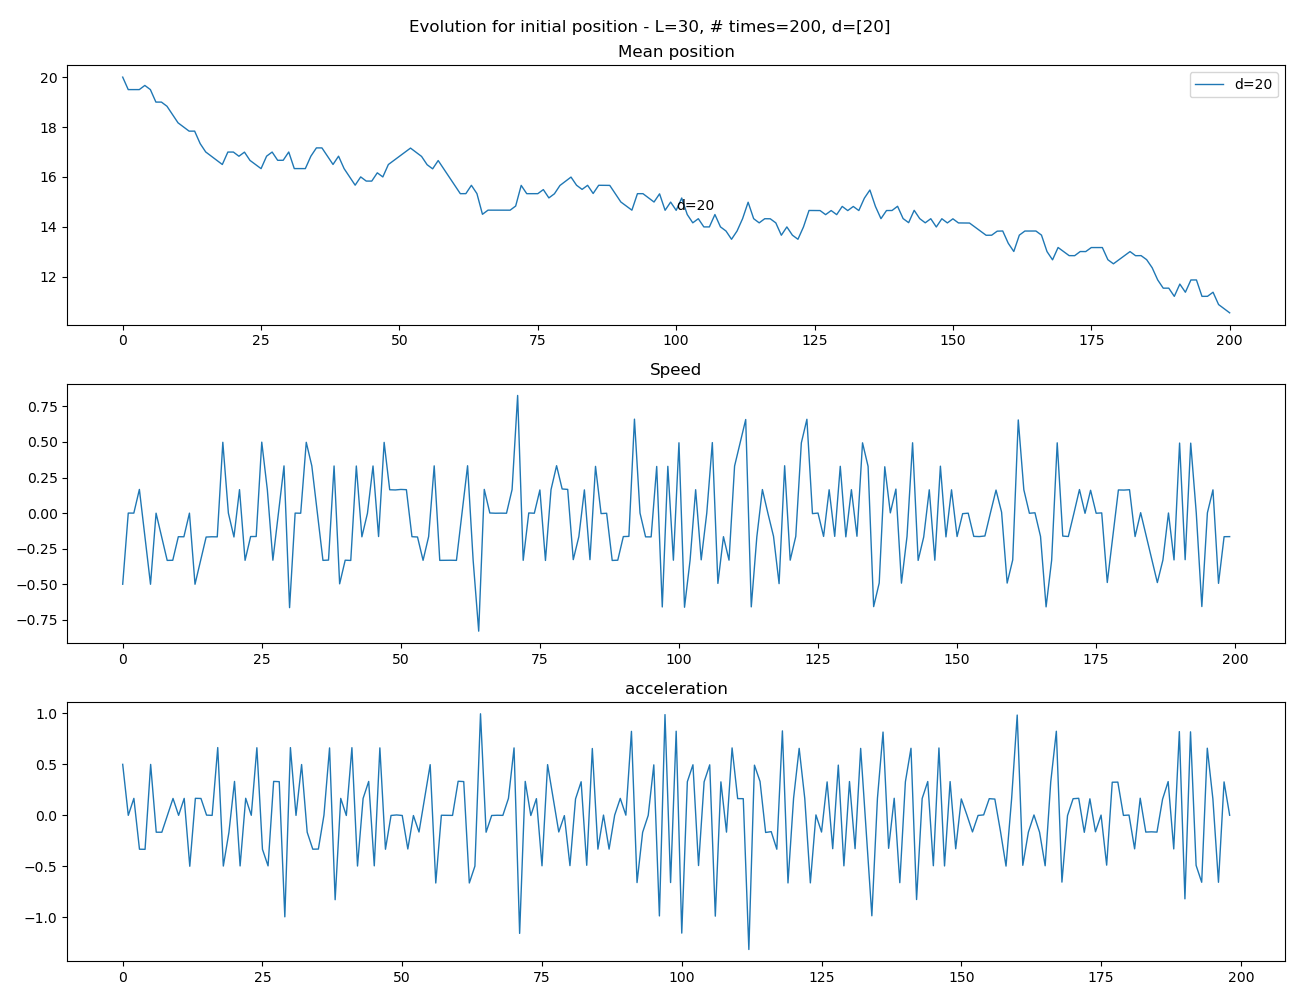 Evolution for initial position - L=30, # times=200, d=[20]
Mean position
20
18
16
14
12
d=20
d=20
0 25 50 75 100 125 150 175 200
Speed
0.75
0.50
0.25
0.00
−0.25
−0.50
−0.75
0 25 50 75 100 125 150 175 200
acceleration
1.0
0.5
0.0
−0.5
−1.0
0 25 50 75 100 125 150 175 200